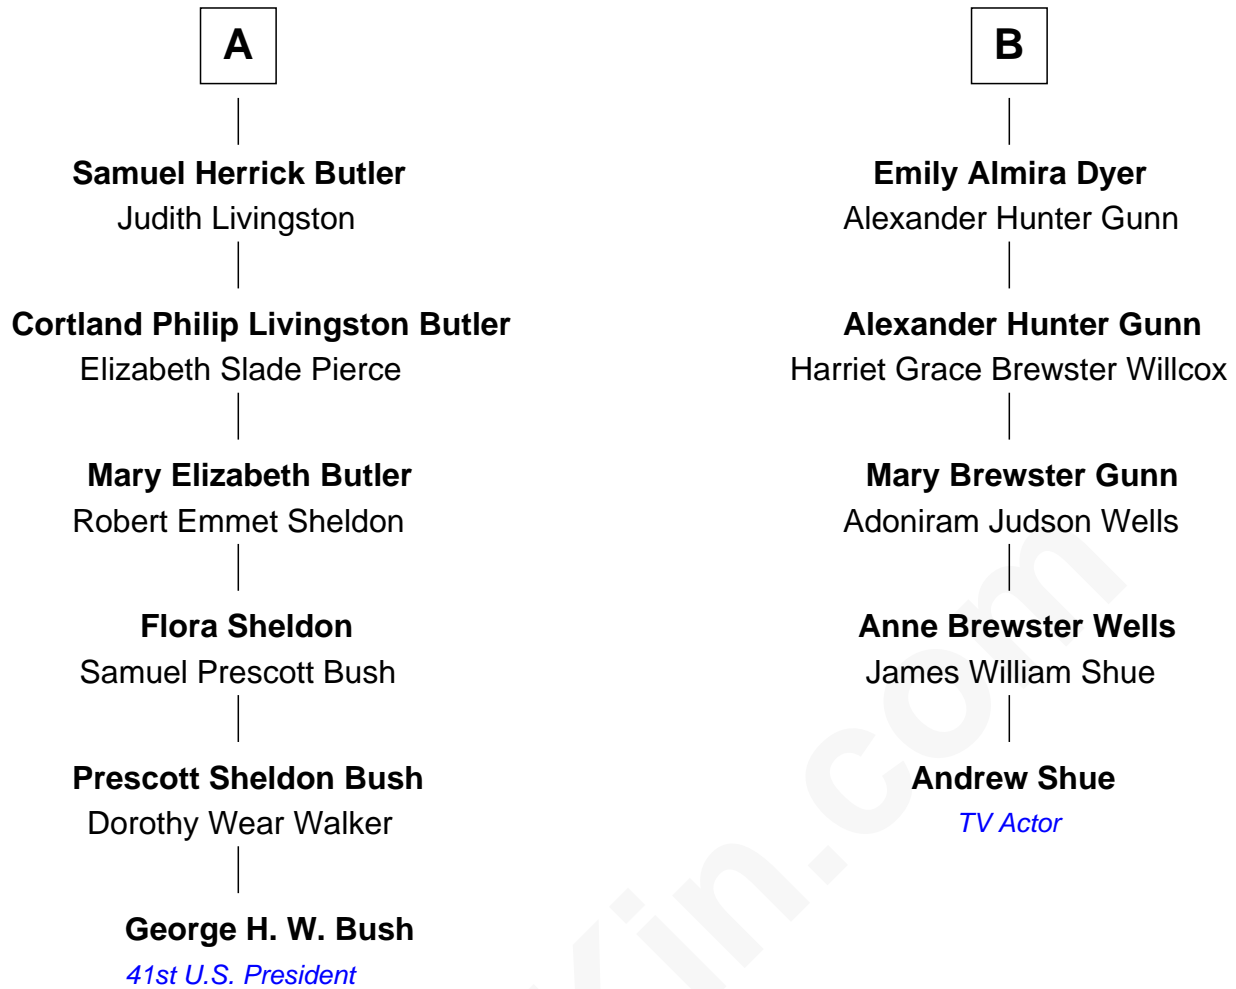 A
Samuel Herrick Butler
Judith Livingston
Cortland Philip Livingston Butler
Elizabeth Slade Pierce
Mary Elizabeth Butler
Robert Emmet Sheldon
Flora Sheldon
Samuel Prescott Bush
Prescott Sheldon Bush
Dorothy Wear Walker
George H. W. Bush
41st U.S. President
B
Emily Almira Dyer
Alexander Hunter Gunn
Alexander Hunter Gunn
Harriet Grace Brewster Willcox
Mary Brewster Gunn
Adoniram Judson Wells
Anne Brewster Wells
James William Shue
Andrew Shue
TV Actor
Kin.com